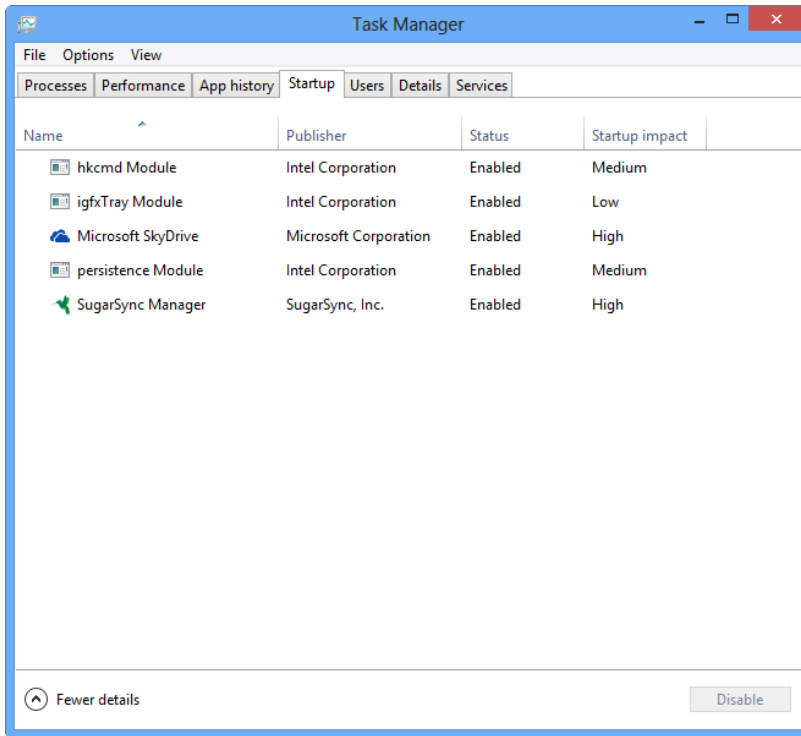 Task Manager
File Options View
Processes Performance App history Startup Users Details Services
Name Publisher Status Startup impact
hkcmd Module Intel Corporation Enabled Medium
igfxTray Module Intel Corporation Enabled Low
Microsoft SkyDrive Microsoft Corporation Enabled High
persistence Module Intel Corporation Enabled Medium
SugarSync Manager SugarSync, Inc. Enabled High
Fewer details Disable